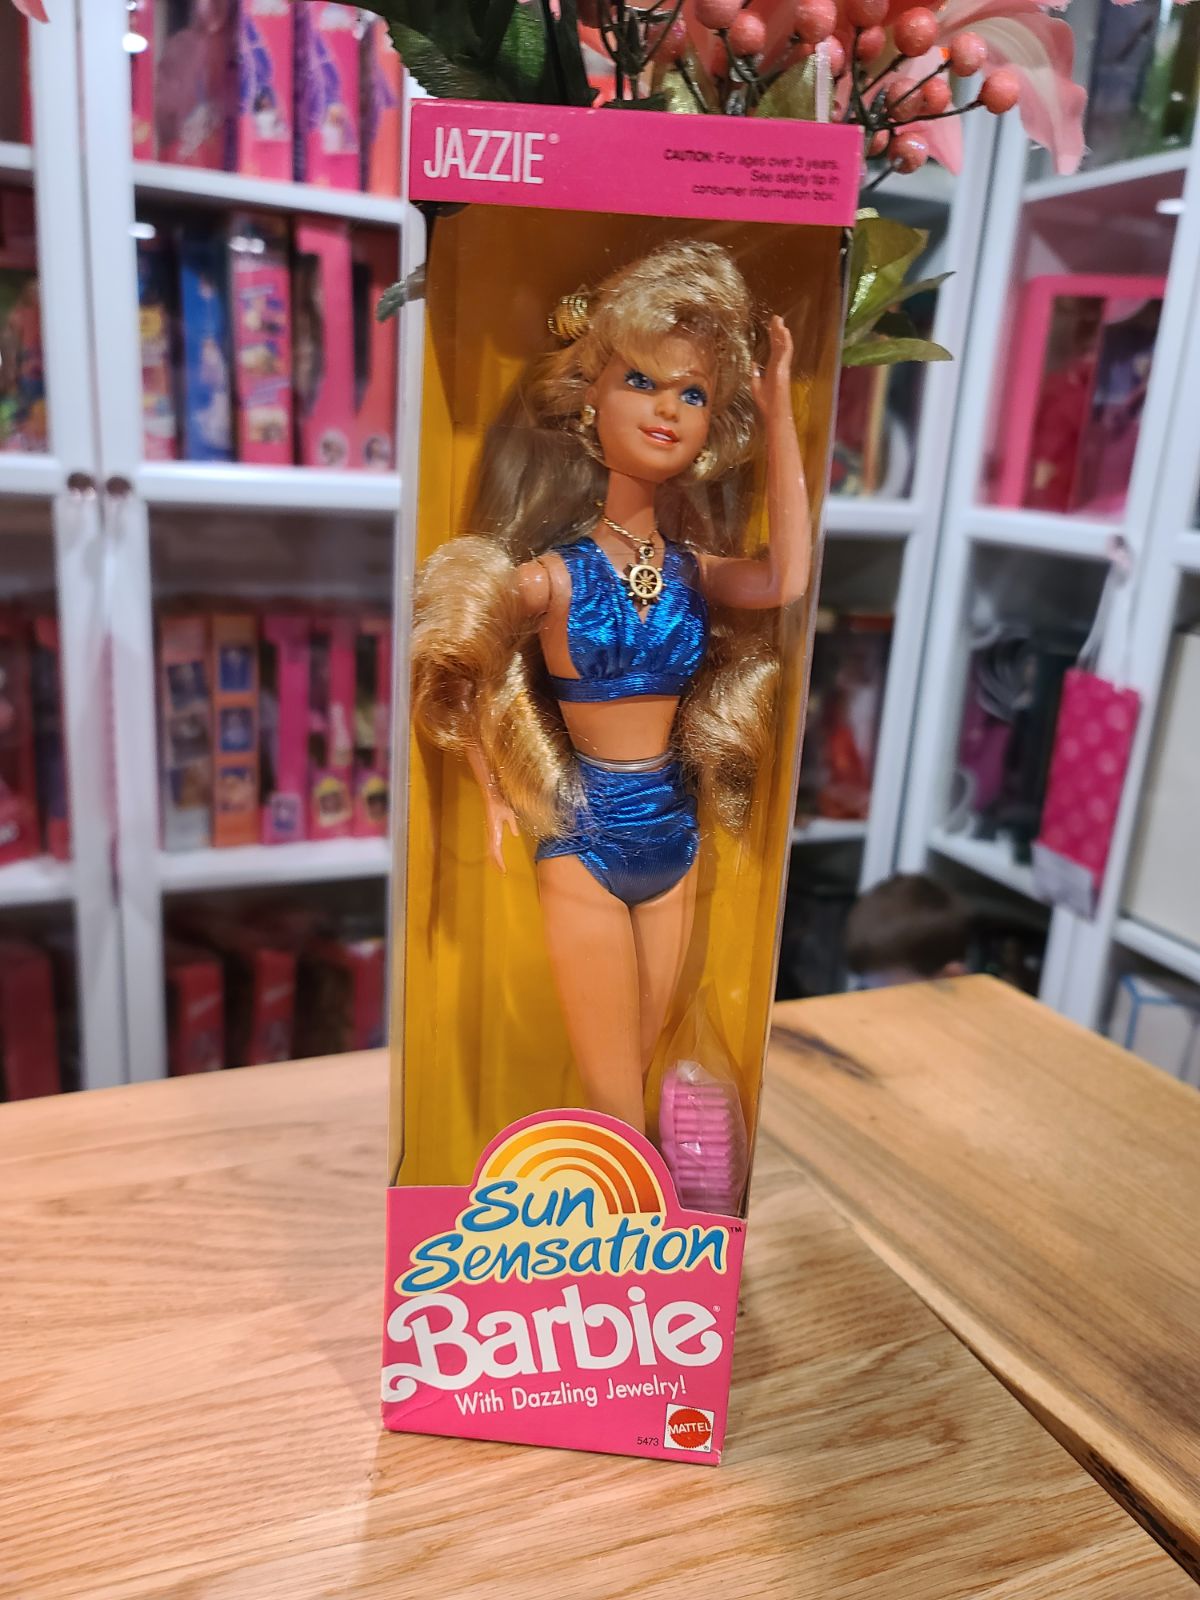 JAZZIE®
CAUTION: For ages over 3 years.
See safety tip in
consumer information box.
Sun
Sensation™
Barbie®
With Dazzling Jewelry!
5473
MATTEL
®